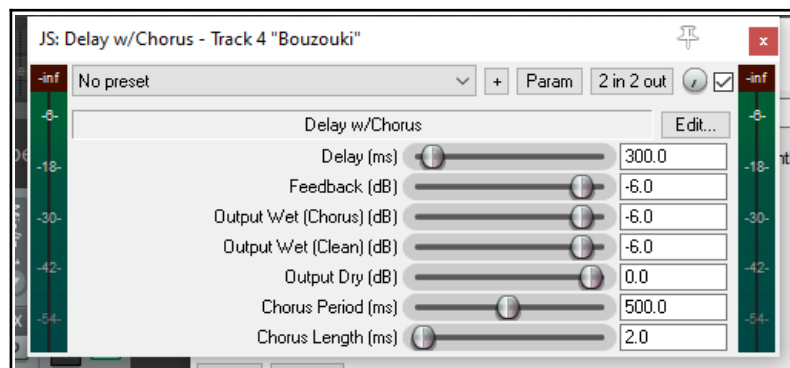 JS: Delay w/Chorus - Track 4 "Bouzouki"
x
-inf No preset + Param 2 in 2 out -inf
-6- Delay w/Chorus Edit... -6-
Delay (ms) 300.0
-18- -18-
Feedback (dB) -6.0
-30- Output Wet (Chorus) (dB) -6.0 -30-
Output Wet (Clean) (dB) -6.0
-42- Output Dry (dB) 0.0 -42-
Chorus Period (ms) 500.0
-54- -54-
Chorus Length (ms) 2.0